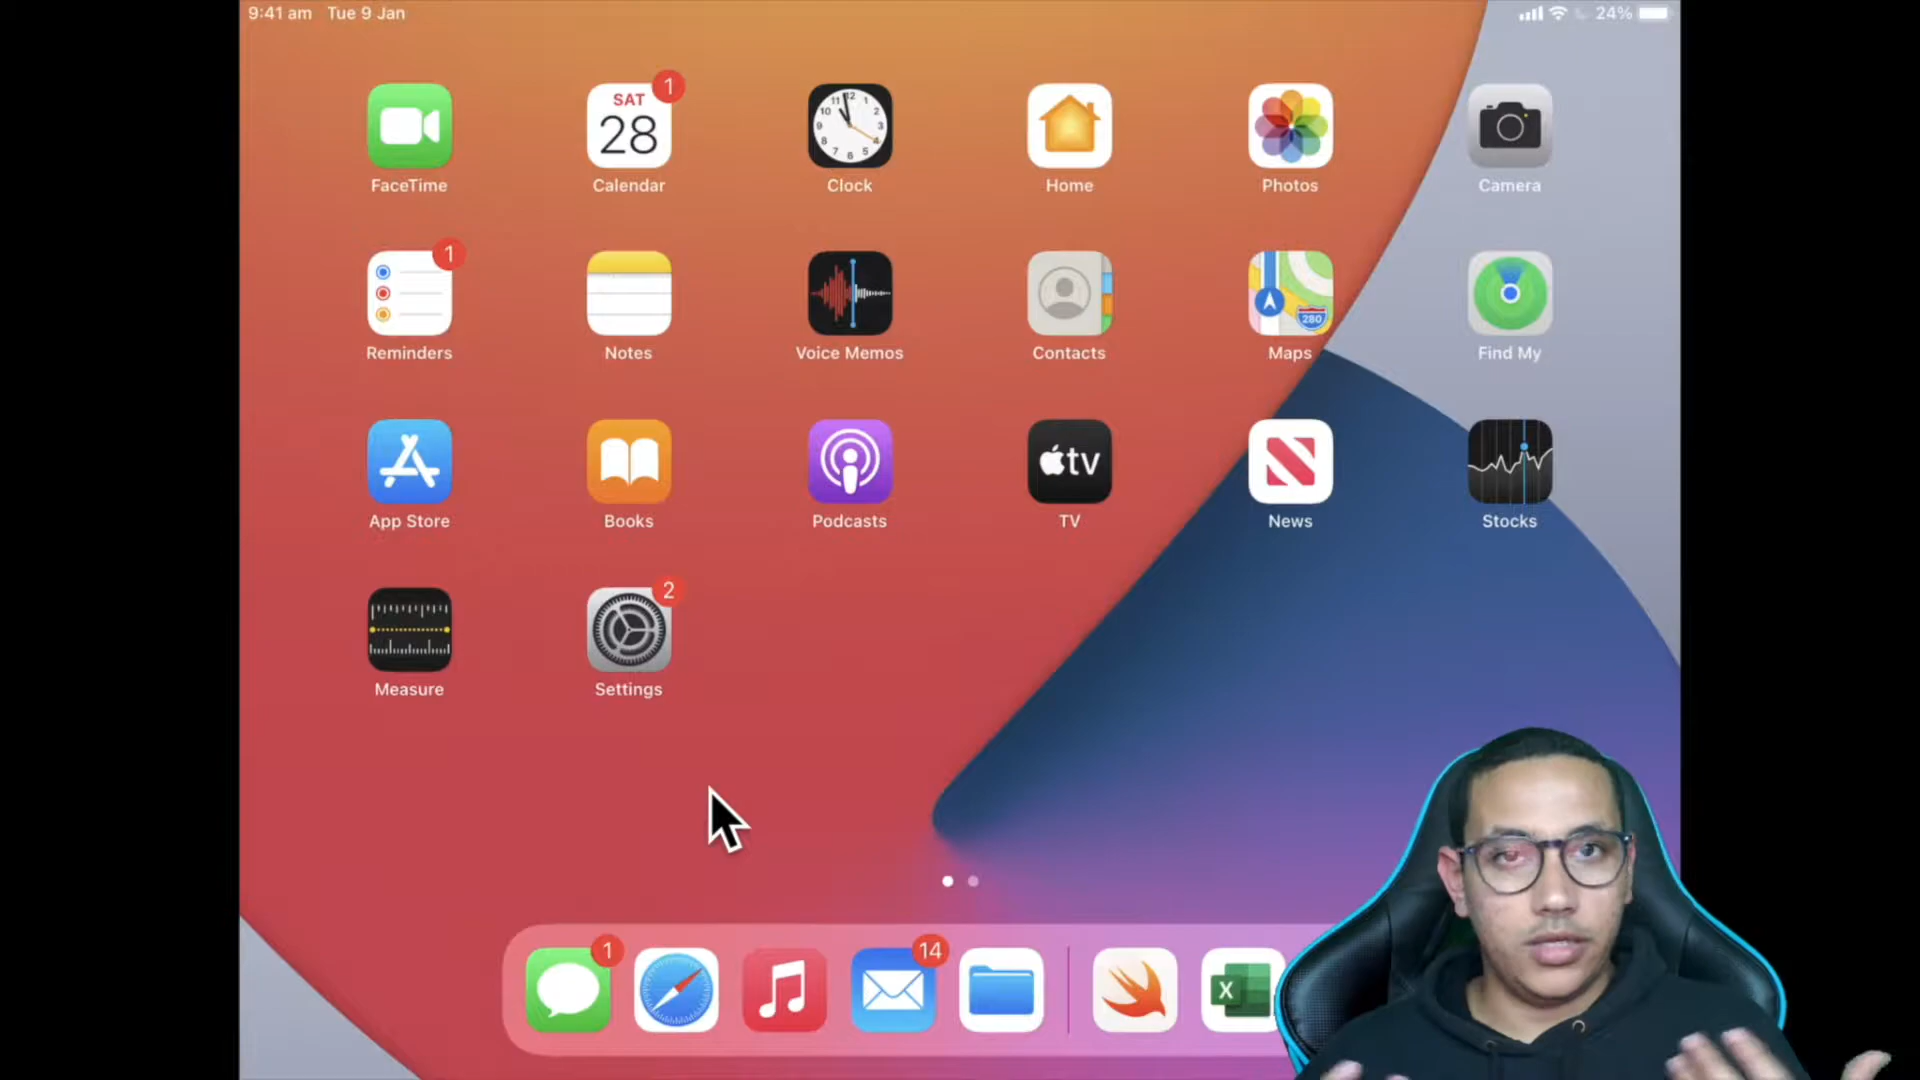 9:41 am Tue 9 Jan
24%
1
SAT
28
FaceTime
Calendar
Clock
Home
Photos
Camera
1
280
Reminders
Notes
Voice Memos
Contacts
Maps
Find My
tv
App Store
Books
Podcasts
TV
News
Stocks
2
Measure
Settings
1
14
X